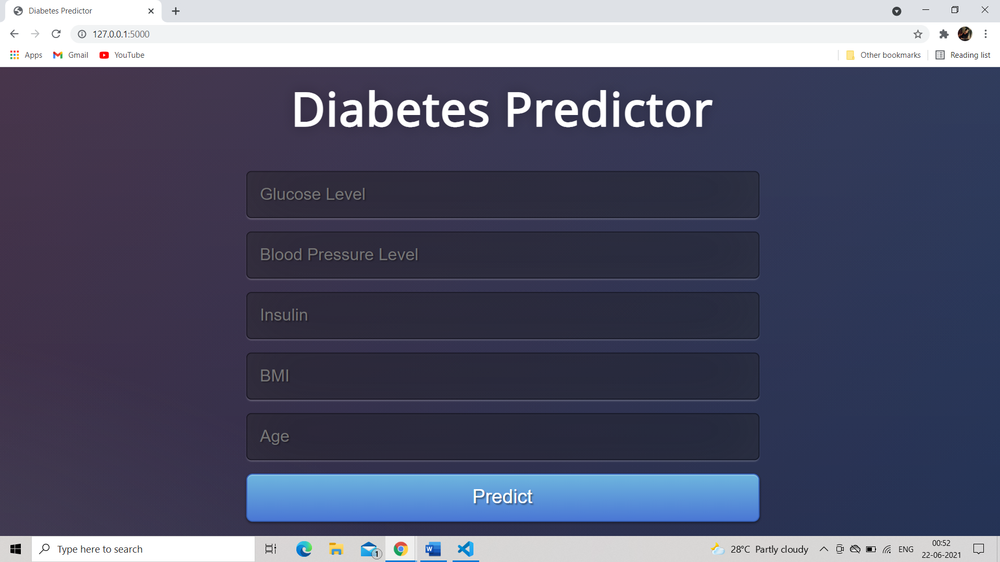 Diabetes Predictor
127.0.0.1:5000
Apps Gmail YouTube Other bookmarks Reading list
Diabetes Predictor
Glucose Level
Blood Pressure Level
Insulin
BMI
Age
Predict
Type here to search 1 W 28°C Partly cloudy ENG 00:52
22-06-2021